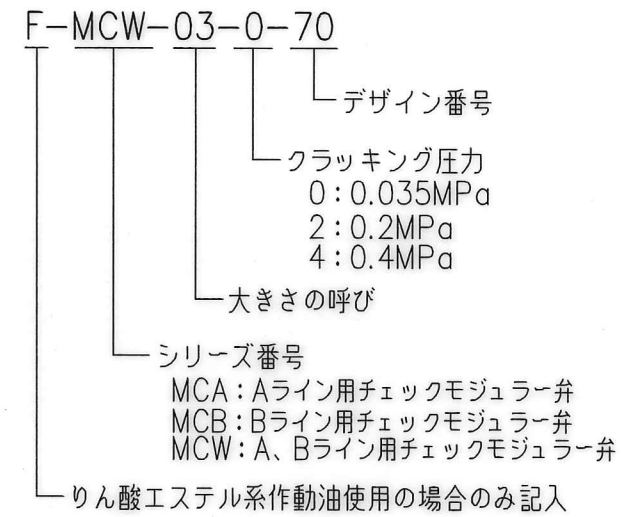 F-MCW-03-0-70
デザイン番号
クラッキング圧力
0:0.035MPa
2:0.2MPa
4:0.4MPa
大きさの呼び
シリーズ番号
MCA:Aライン用チェックモジュラー弁
MCB:Bライン用チェックモジュラー弁
MCW:A、Bライン用チェックモジュラー弁
りん酸エステル系作動油使用の場合のみ記入